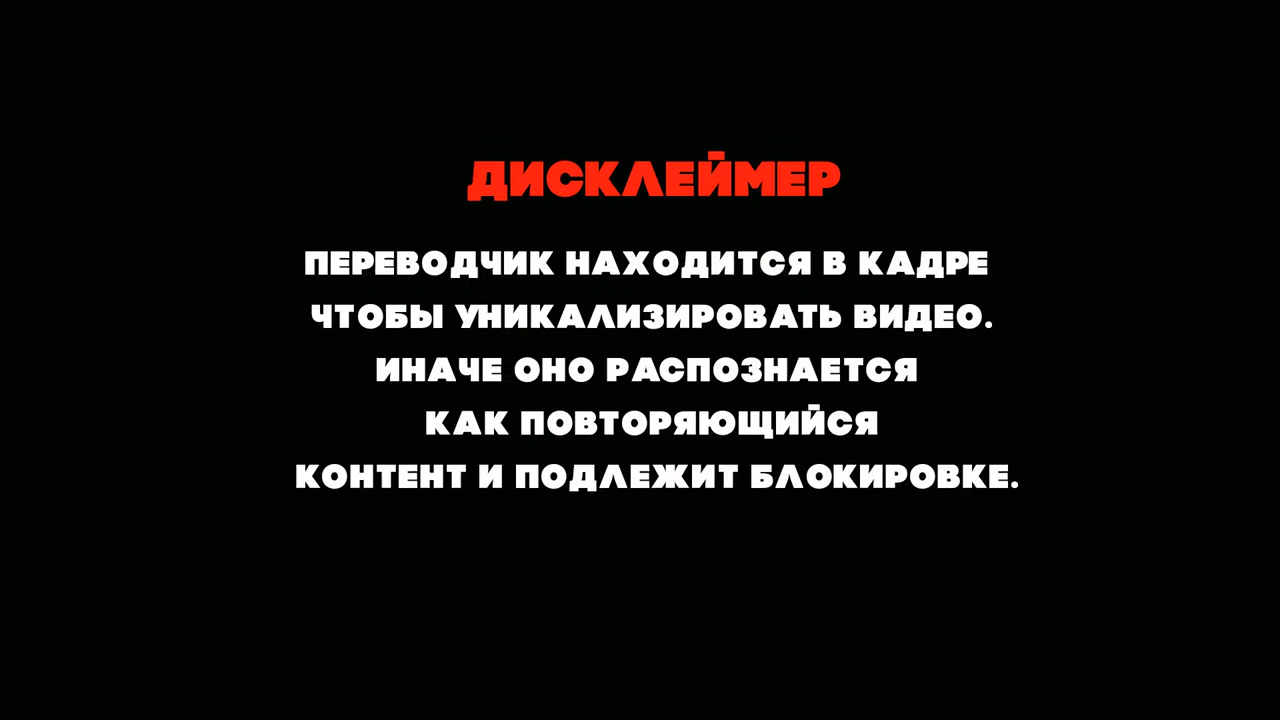 ДИСКЛЕЙМЕР
ПЕРЕВОДЧИК НАХОДИТСЯ В КАДРЕ
ЧТОБЫ УНИКАЛИЗИРОВАТЬ ВИДЕО.
ИНАЧЕ ОНО РАСПОЗНАЕТСЯ
КАК ПОВТОРЯЮЩИЙСЯ
КОНТЕНТ И ПОДЛЕЖИТ БЛОКИРОВКЕ.